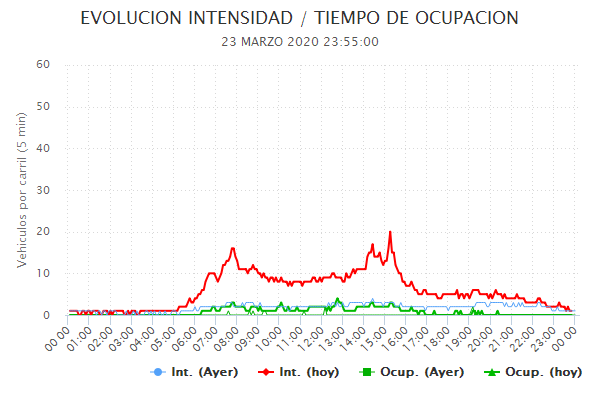 EVOLUCION INTENSIDAD / TIEMPO DE OCUPACION
23 MARZO 2020 23:55:00
Vehiculos por carril (5 min)
60
50
40
30
20
10
0
00:00 01:00 02:00 03:00 04:00 05:00 06:00 07:00 08:00 09:00 10:00 11:00 12:00 13:00 14:00 15:00 16:00 17:00 18:00 19:00 20:00 21:00 22:00 23:00 00:00
Int. (Ayer) Int. (hoy) Ocup. (Ayer) Ocup. (hoy)